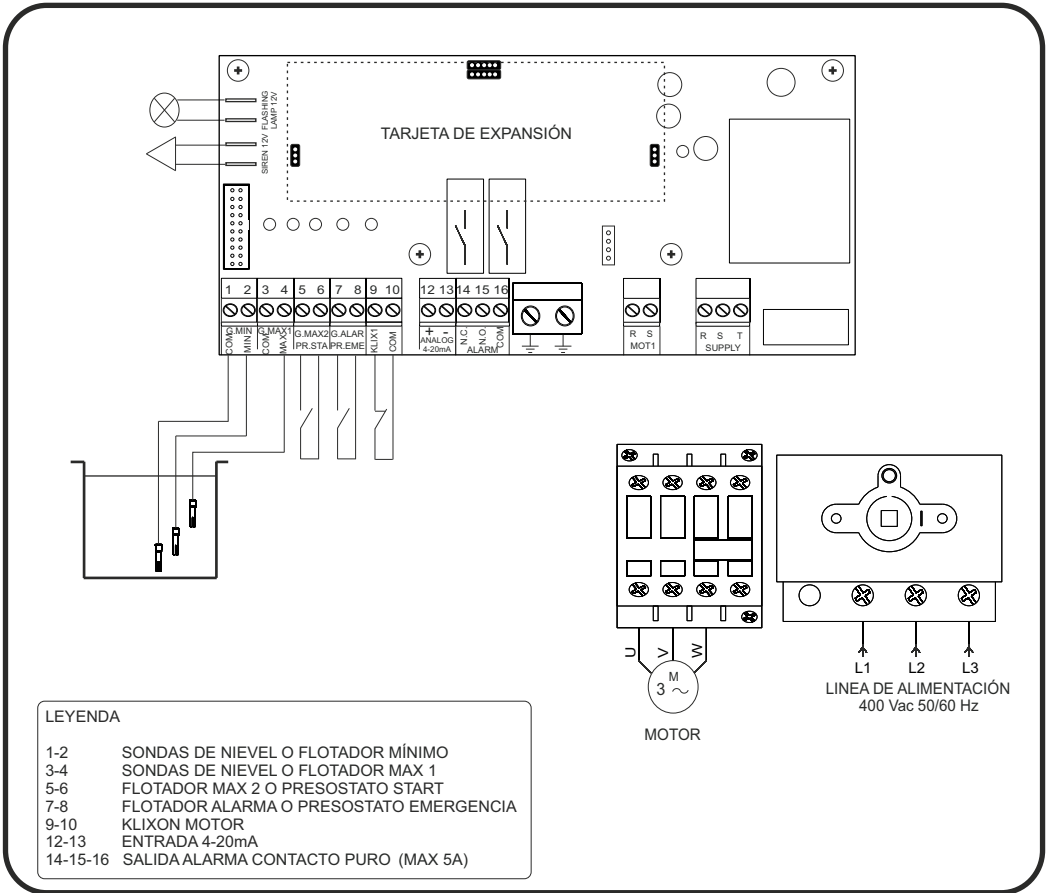 FLASHING
LAMP 12V
SIREN 12V
TARJETA DE EXPANSIÓN
1 2 3 4 5 6 7 8 9 10
12 13 14 15 16
G.MIN
COM
MIN
G.MAX1
COM
MAX
G.MAX2
PR.STA
G.ALAR
PR.EME
KLIX1
COM
+ -
ANALOG
4-20mA
N.C.
N.O.
COM
ALARM
R S
MOT1
R S T
SUPPLY
U V W
M
3 ~
MOTOR
L1 L2 L3
LINEA DE ALIMENTACIÓN
400 Vac 50/60 Hz
LEYENDA
1-2 SONDAS DE NIEVEL O FLOTADOR MÍNIMO
3-4 SONDAS DE NIEVEL O FLOTADOR MAX 1
5-6 FLOTADOR MAX 2 O PRESOSTATO START
7-8 FLOTADOR ALARMA O PRESOSTATO EMERGENCIA
9-10 KLIXON MOTOR
12-13 ENTRADA 4-20mA
14-15-16 SALIDA ALARMA CONTACTO PURO (MAX 5A)